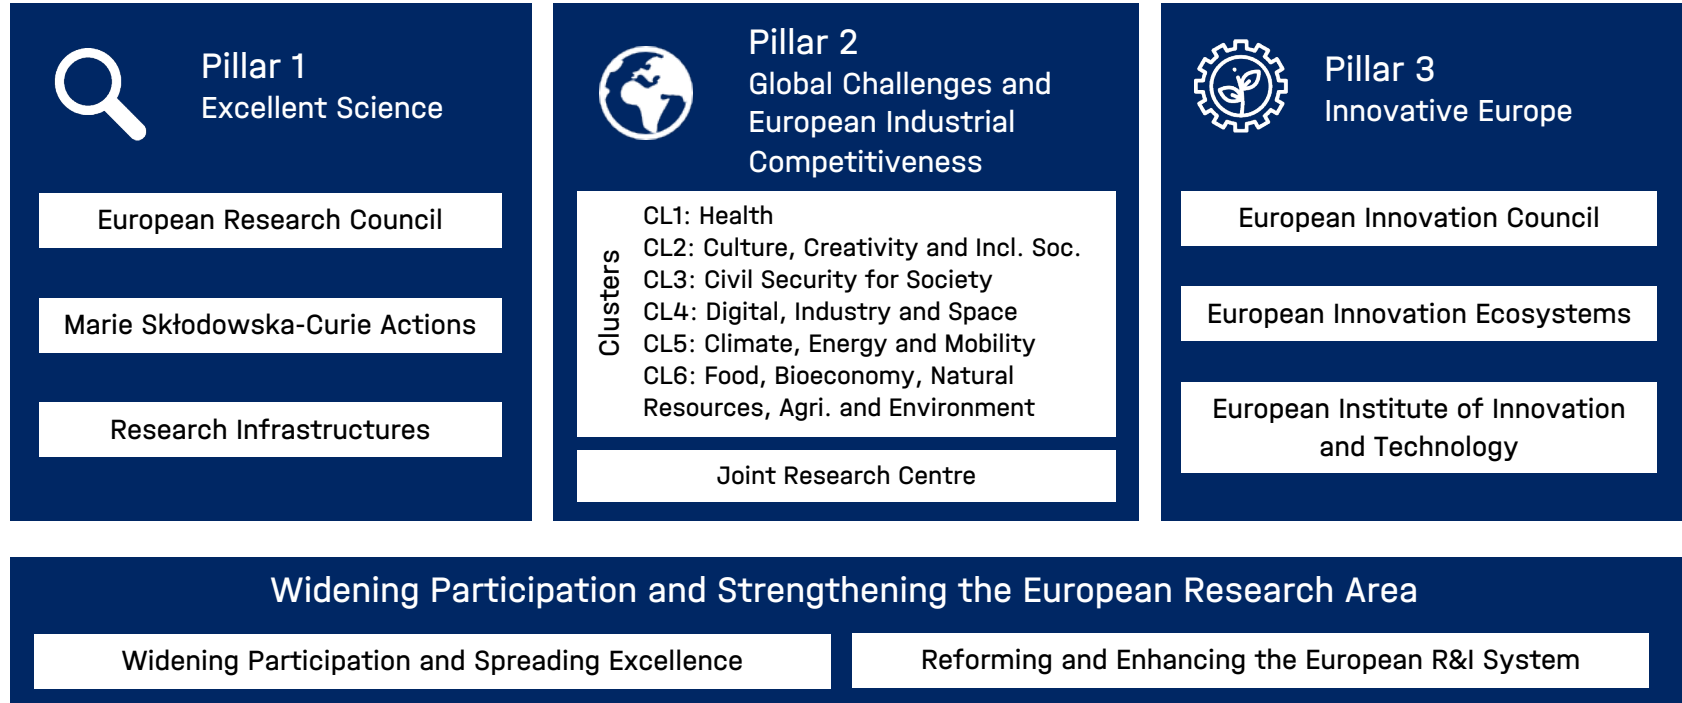 Pillar 1
Excellent Science
European Research Council
Marie Skłodowska-Curie Actions
Research Infrastructures
Pillar 2
Global Challenges and
European Industrial
Competitiveness
Clusters
CL1: Health
CL2: Culture, Creativity and Incl. Soc.
CL3: Civil Security for Society
CL4: Digital, Industry and Space
CL5: Climate, Energy and Mobility
CL6: Food, Bioeconomy, Natural
Resources, Agri. and Environment
Joint Research Centre
Pillar 3
Innovative Europe
European Innovation Council
European Innovation Ecosystems
European Institute of Innovation
and Technology
Widening Participation and Strengthening the European Research Area
Widening Participation and Spreading Excellence
Reforming and Enhancing the European R&I System